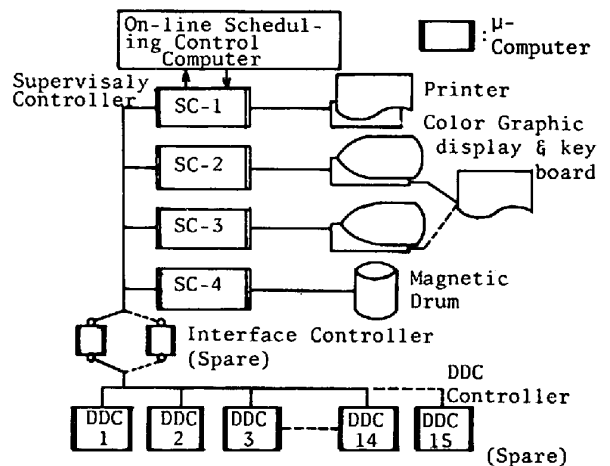 On-line Schedul-
ing Control
Computer
:μ-
Computer
Supervisaly
Controller
SC-1
Printer
Color Graphic
display & key
board
SC-2
SC-3
SC-4
Magnetic
Drum
Interface Controller
(Spare)
DDC
Controller
DDC
1
DDC
2
DDC
3
DDC
14
DDC
15
(Spare)